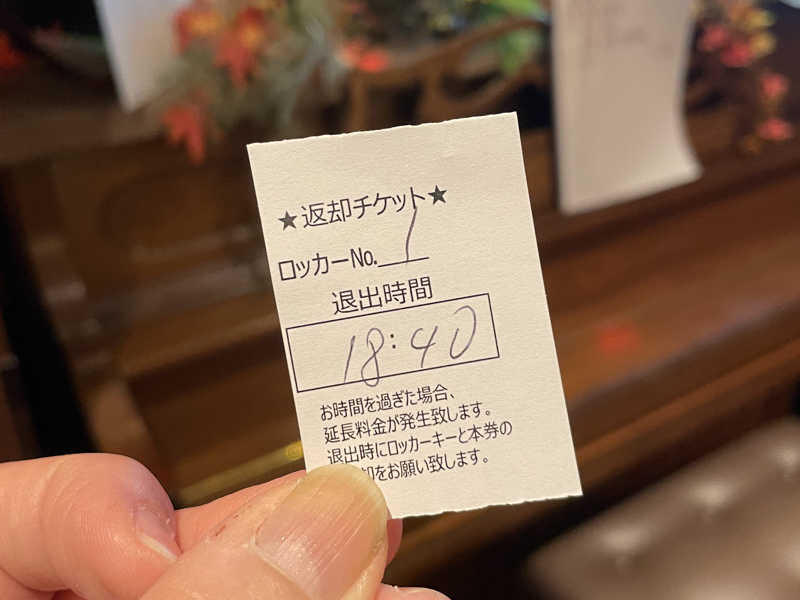 ★返却チケット★
ロッカーNo. 1
退出時間
18:40
お時間を過ぎた場合、
延長料金が発生致します。
退出時にロッカーキーと本券の
却をお願い致します。